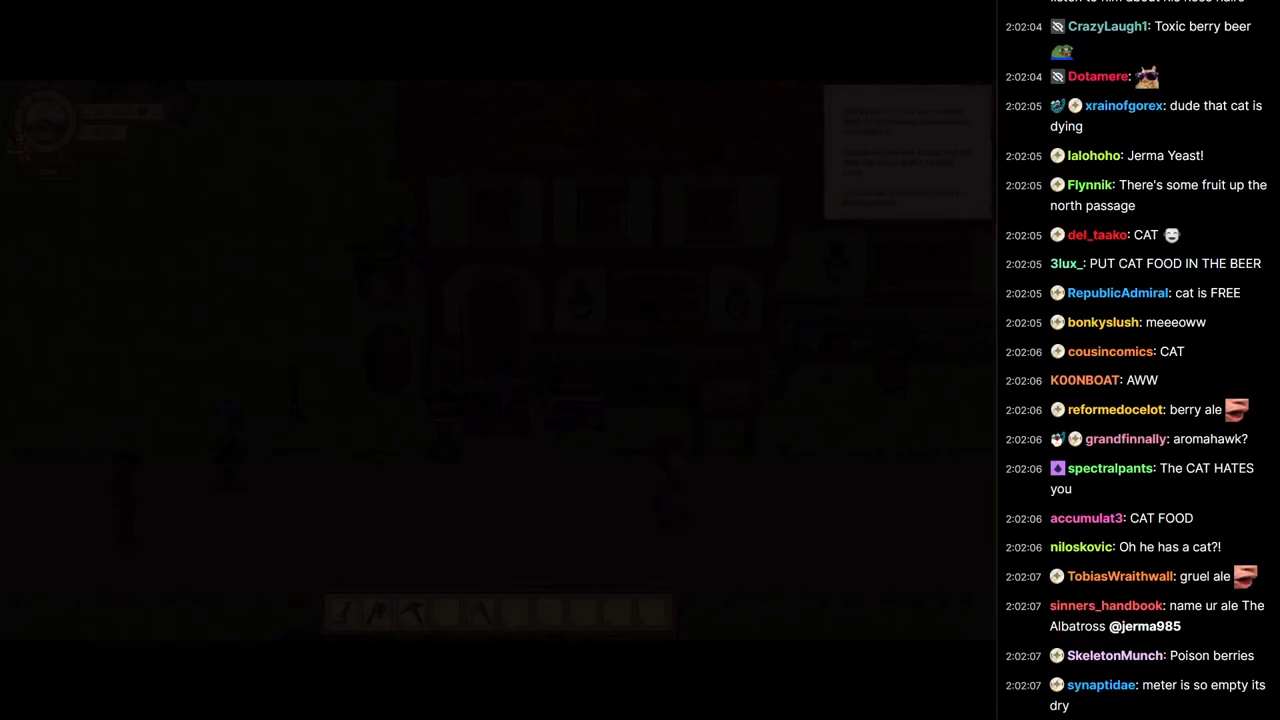 2:02:04 CrazyLaugh1: Toxic berry beer
2:02:04 Dotamere:
2:02:05 xrainofgorex: dude that cat is
dying
2:02:05 lalohoho: Jerma Yeast!
2:02:05 Flynnik: There's some fruit up the
north passage
2:02:05 del_taako: CAT
2:02:05 3lux_: PUT CAT FOOD IN THE BEER
2:02:05 RepublicAdmiral: cat is FREE
2:02:05 bonkyslush: meeeoww
2:02:06 cousincomics: CAT
2:02:06 K00NBOAT: AWW
2:02:06 reformedocelot: berry ale
2:02:06 grandfinnally: aromahawk?
2:02:06 spectralpants: The CAT HATES
you
2:02:06 accumulat3: CAT FOOD
2:02:06 niloskovic: Oh he has a cat?!
2:02:07 TobiasWraithwall: gruel ale
2:02:07 sinners_handbook: name ur ale The
Albatross @jerma985
2:02:07 SkeletonMunch: Poison berries
2:02:07 synaptidae: meter is so empty its
dry